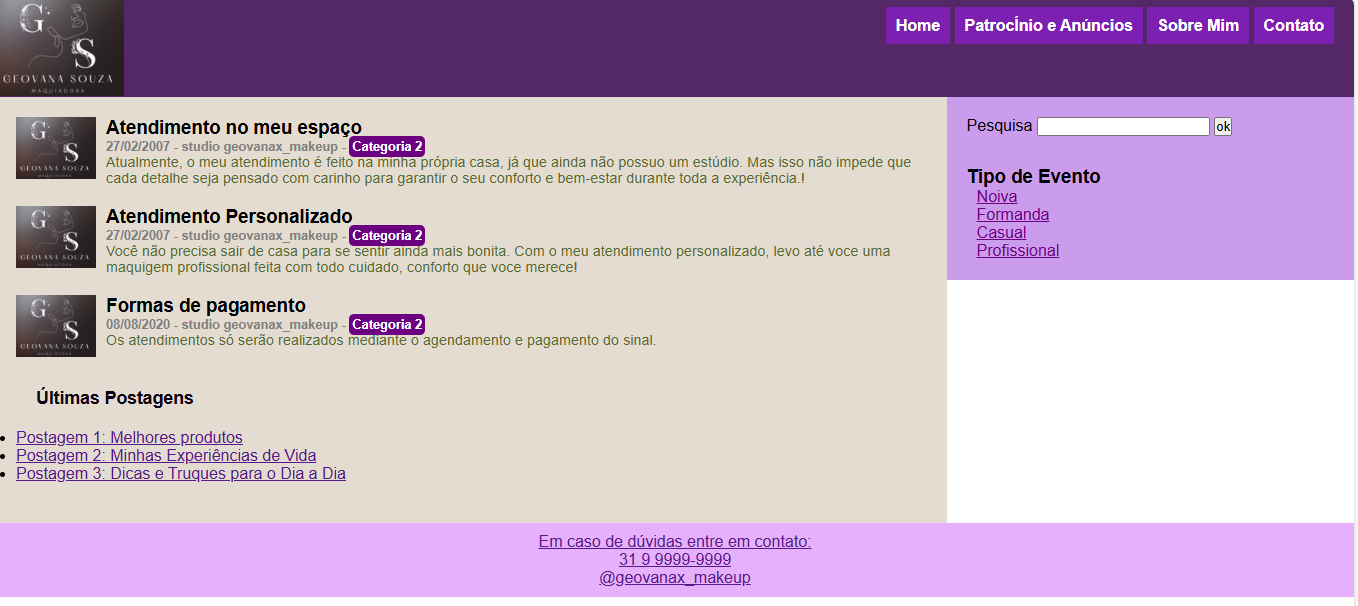 G
S
GEOVANA SOUZA
MAQUIADORA
Home
PatrocÍnio e Anúncios
Sobre Mim
Contato
G
S
GEOVANA SOUZA
MAQUIADORA
Atendimento no meu espaço
27/02/2007 - studio geovanax_makeup - Categoria 2
Atualmente, o meu atendimento é feito na minha própria casa, já que ainda não possuo um estúdio. Mas isso não impede que
cada detalhe seja pensado com carinho para garantir o seu conforto e bem-estar durante toda a experiência.!
G
S
GEOVANA SOUZA
MAQUIADORA
Atendimento Personalizado
27/02/2007 - studio geovanax_makeup - Categoria 2
Você não precisa sair de casa para se sentir ainda mais bonita. Com o meu atendimento personalizado, levo até voce uma
maquigem profissional feita com todo cuidado, conforto que voce merece!
G
S
GEOVANA SOUZA
MAQUIADORA
Formas de pagamento
08/08/2020 - studio geovanax_makeup - Categoria 2
Os atendimentos só serão realizados mediante o agendamento e pagamento do sinal.
Últimas Postagens
Postagem 1: Melhores produtos
Postagem 2: Minhas Experiências de Vida
Postagem 3: Dicas e Truques para o Dia a Dia
Pesquisa
ok
Tipo de Evento
Noiva
Formanda
Casual
Profissional
Em caso de dúvidas entre em contato:
31 9 9999-9999
@geovanax_makeup